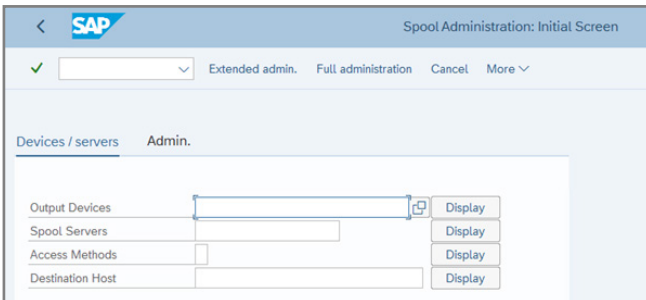 SAP Spool Administration: Initial Screen
Extended admin. Full administration Cancel More
Devices / servers Admin.
Output Devices Display
Spool Servers Display
Access Methods Display
Destination Host Display